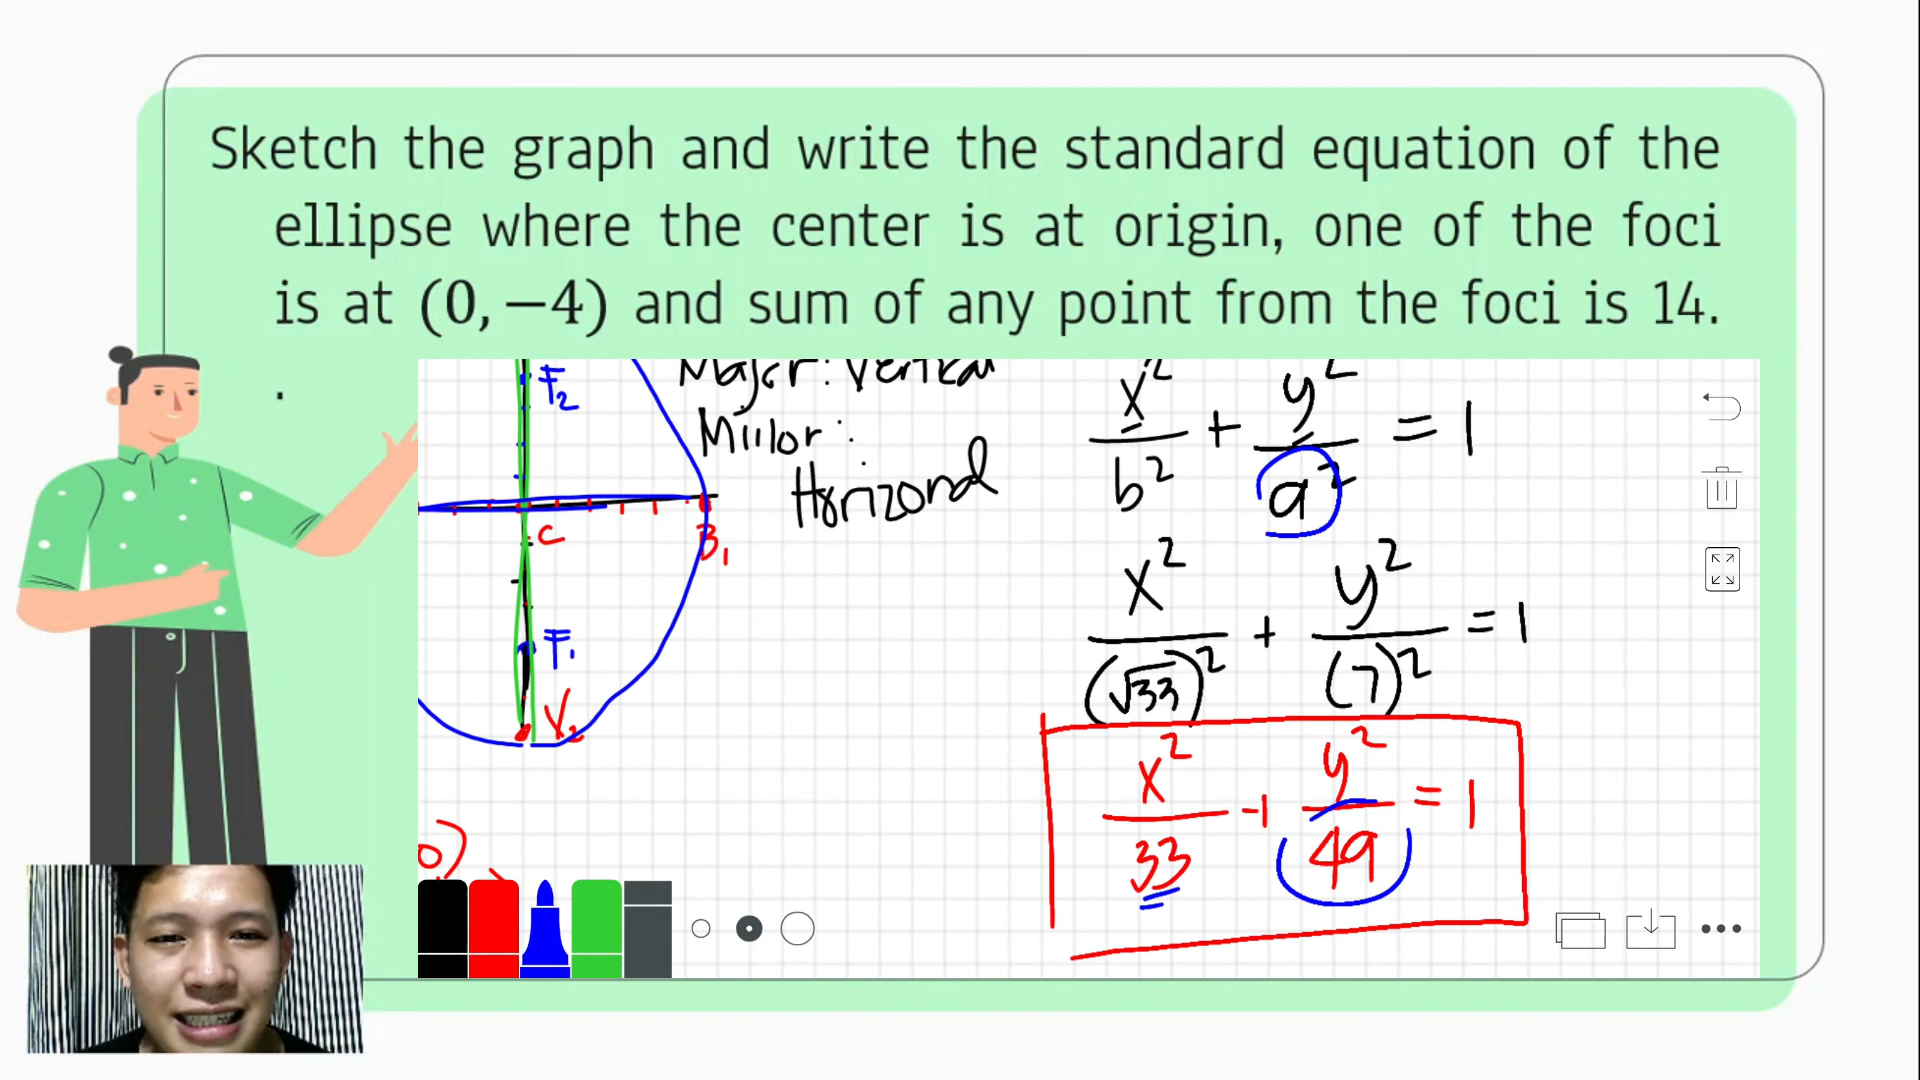 Sketch the graph and write the standard equation of the
ellipse where the center is at origin, one of the foci
is at (0, −4) and sum of any point from the foci is 14.
.
F₂
Major: Vertical
Miilor:
Horizonal
C
B₁
F₁
V₂
0)
x²/b² + y²/a² = 1
x²/(√33)² + y²/(7)² = 1
x²/33 + y²/49 = 1